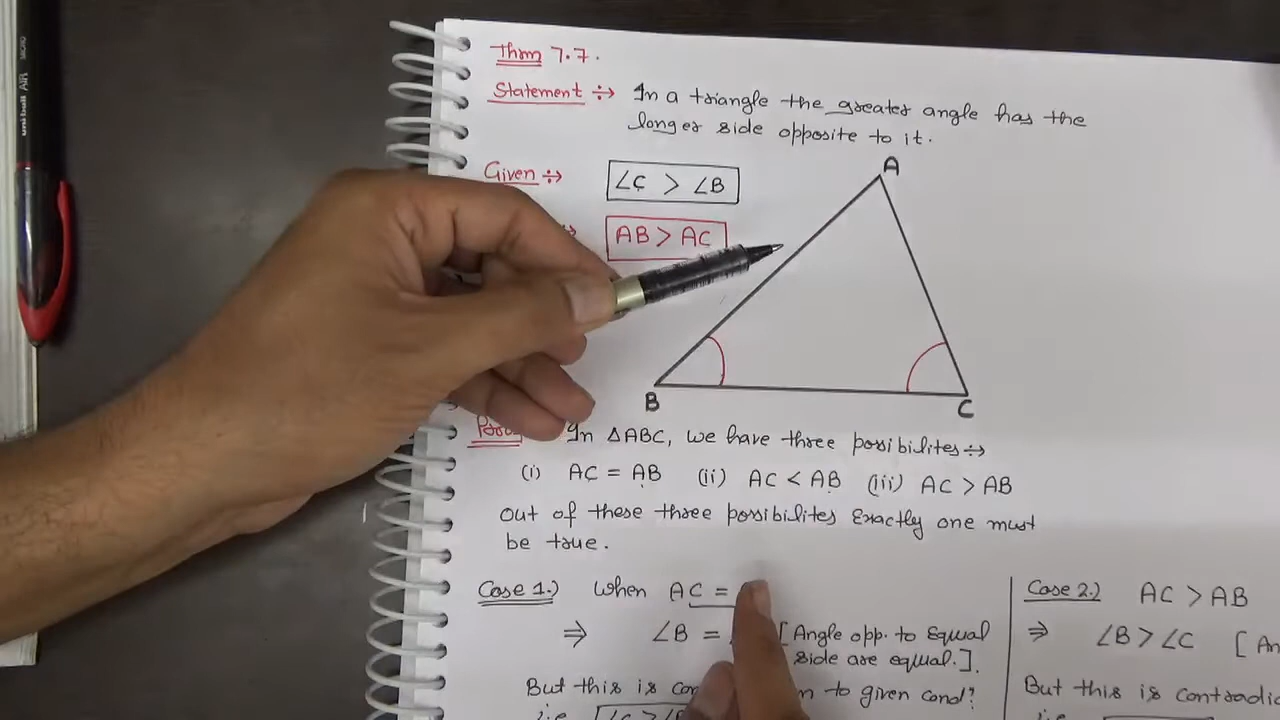 Thm 7.7.
Statement ÷> In a triangle the greater angle has the
longer side opposite to it.
Given ÷>
∠C > ∠B
AB > AC
A
B
C
In ΔABC, we have three possibilites ÷>
(i) AC = AB (ii) AC < AB (iii) AC > AB
out of these three possibilites Exactly one must
be true.
Case 1.) When AC =
⇒ ∠B = [Angle opp. to Equal
side are equal.].
But this is to given cond?
i.e
Case 2.) AC > AB
⇒ ∠B > ∠C
But this is
uniball AIR MICRO